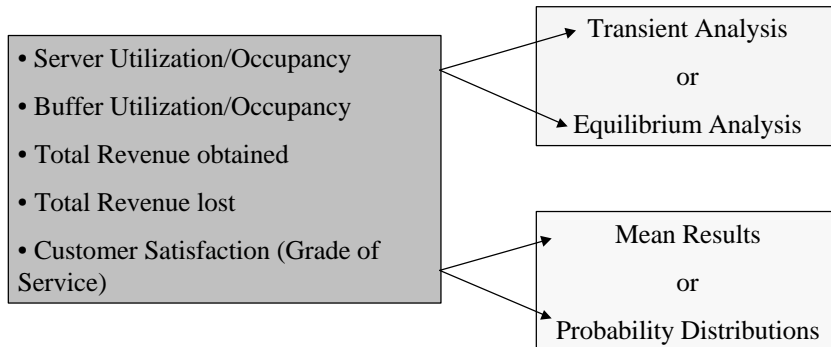 • Server Utilization/Occupancy
• Buffer Utilization/Occupancy
• Total Revenue obtained
• Total Revenue lost
• Customer Satisfaction (Grade of
Service)
Transient Analysis
or
Equilibrium Analysis
Mean Results
or
Probability Distributions